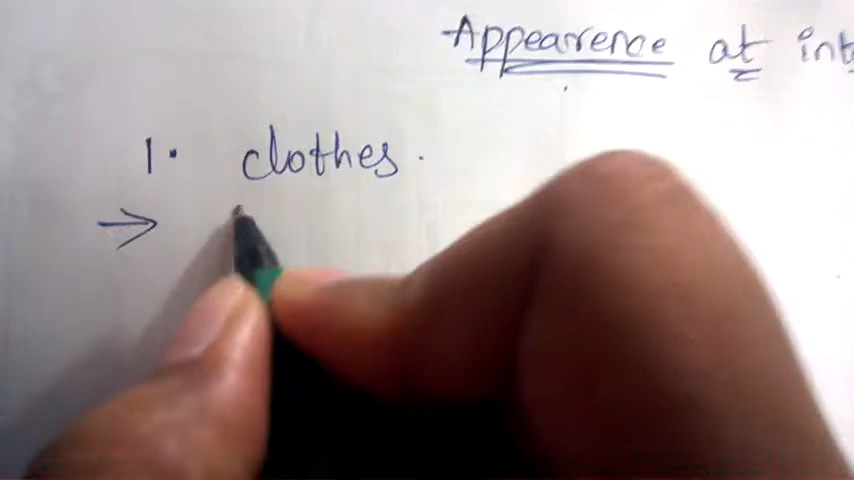 Appearence at int
1. clothes.
→